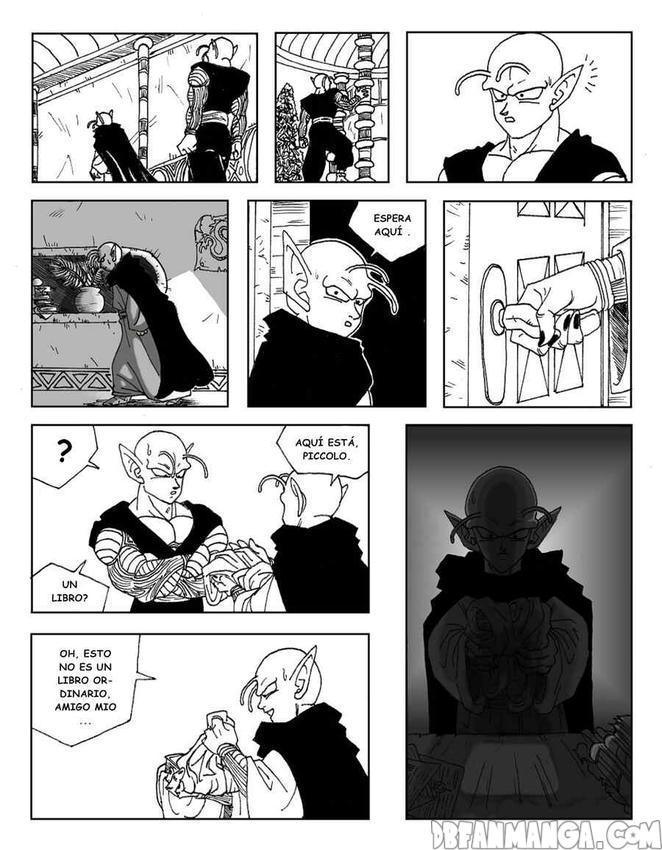 ESPERA
AQUÍ .
?
AQUÍ ESTÁ,
PICCOLO.
UN
LIBRO?
OH, ESTO
NO ES UN
LIBRO OR-
DINARIO,
AMIGO MIO
...
DBFANMANGA.COM